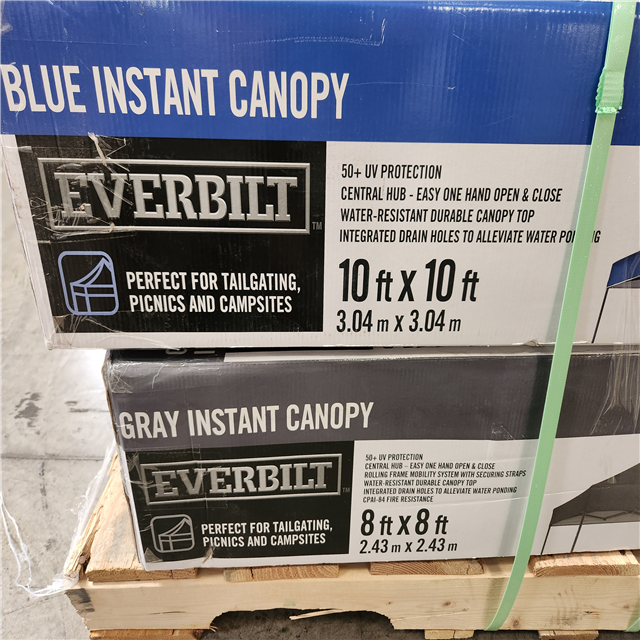 BLUE INSTANT CANOPY
EVERBILT
TM
50+ UV PROTECTION
CENTRAL HUB - EASY ONE HAND OPEN & CLOSE
WATER-RESISTANT DURABLE CANOPY TOP
INTEGRATED DRAIN HOLES TO ALLEVIATE WATER PONDING
PERFECT FOR TAILGATING,
PICNICS AND CAMPSITES
10 ft X 10 ft
3.04 m X 3.04 m
GRAY INSTANT CANOPY
EVERBILT
TM
50+ UV PROTECTION
CENTRAL HUB - EASY ONE HAND OPEN & CLOSE
ROLLING FRAME MOBILITY SYSTEM WITH SECURING STRAPS
WATER-RESISTANT DURABLE CANOPY TOP
INTEGRATED DRAIN HOLES TO ALLEVIATE WATER PONDING
CPAI-84 FIRE RESISTANCE
PERFECT FOR TAILGATING,
PICNICS AND CAMPSITES
8 ft X 8 ft
2.43 m X 2.43 m